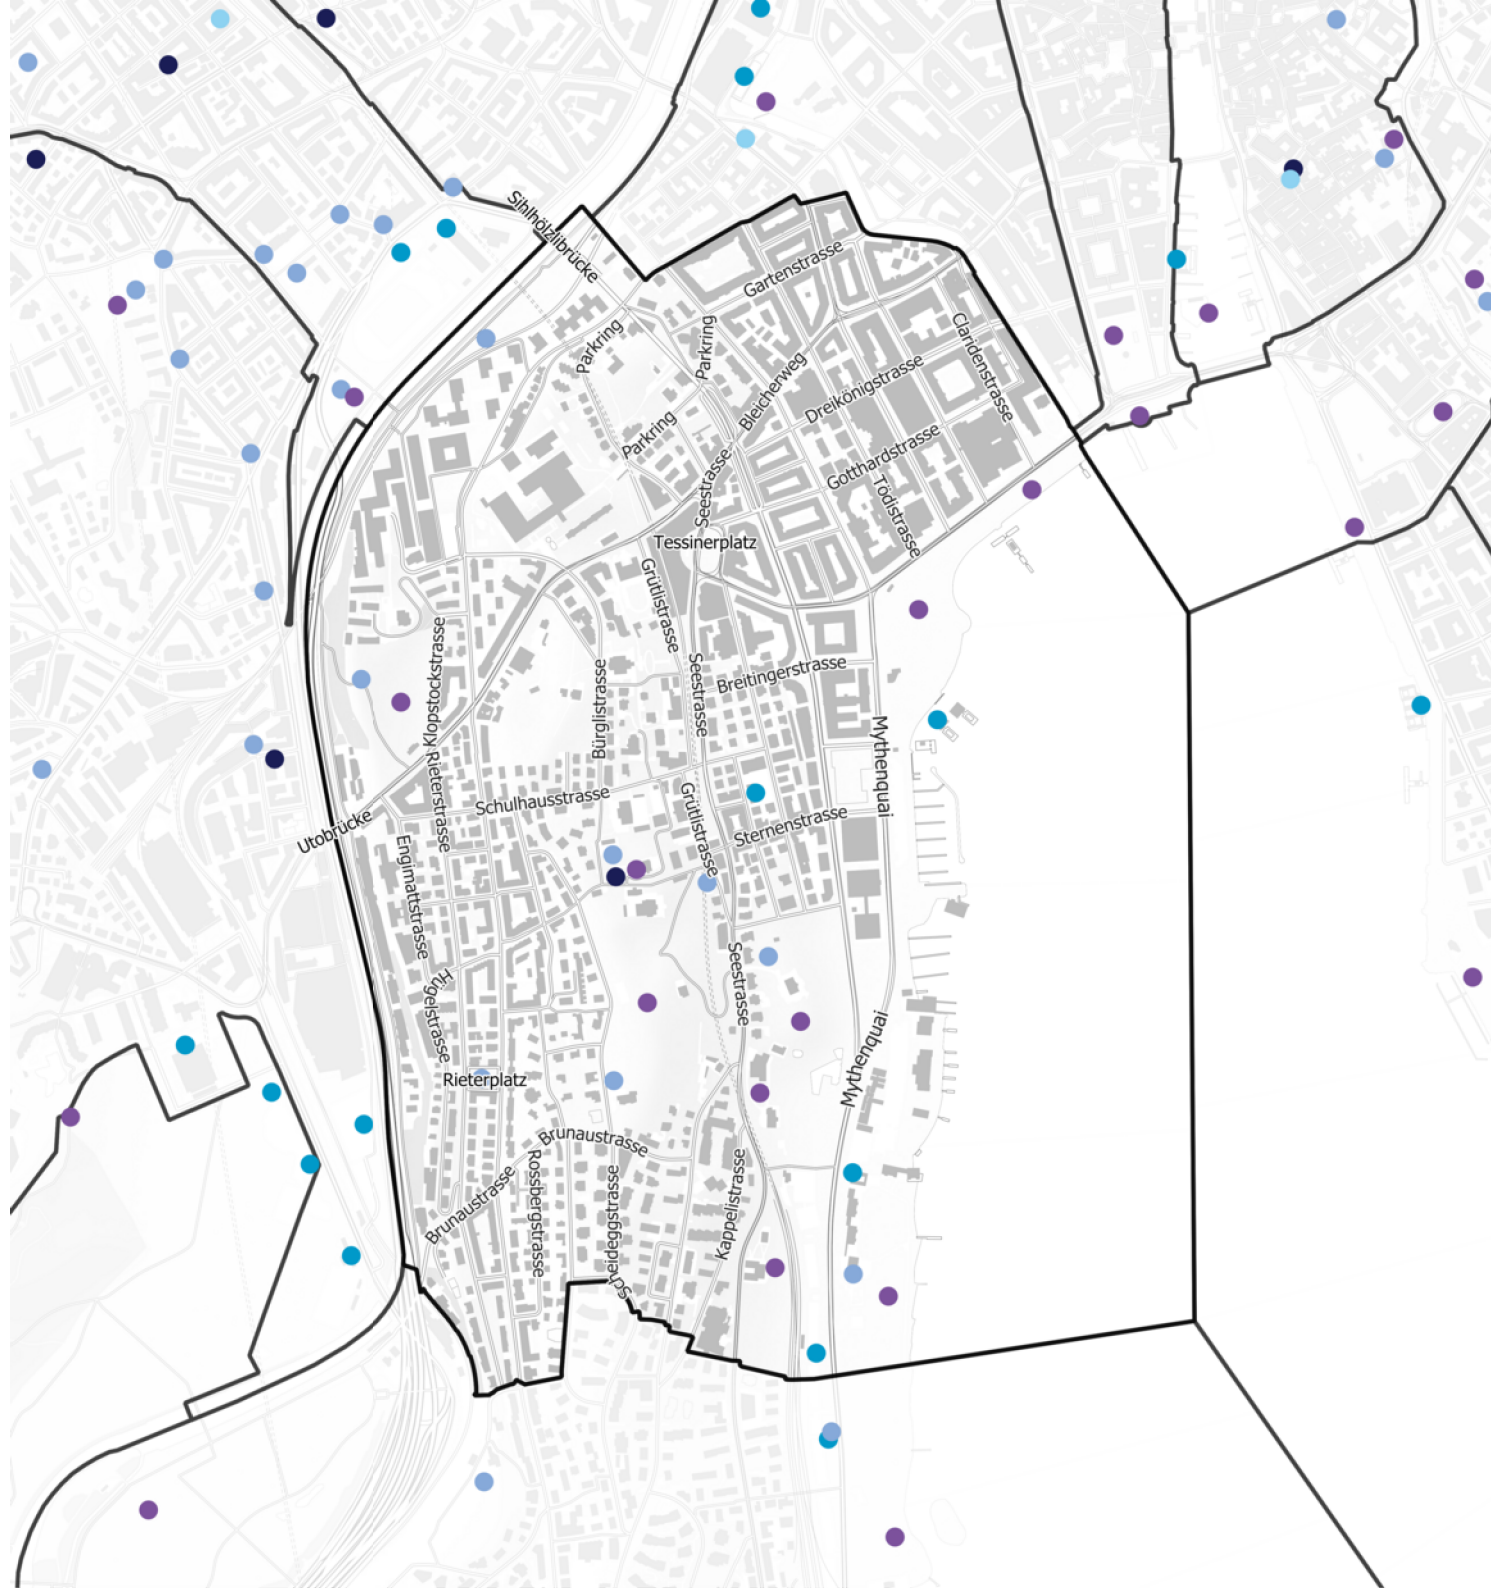 Sihlhölzlibrücke
Gartenstrasse
Parkring
Parkring
Claridenstrasse
Bleicherweg
Dreikönigstrasse
Parkring
Gotthardstrasse
Seestrasse
Tödistrasse
Tessinerplatz
Grütlistrasse
Klopstockstrasse
Bürglistrasse
Seestrasse
Breitingerstrasse
Mythenquai
Rieterstrasse
Schulhausstrasse
Grütlistrasse
Sternenstrasse
Utobrücke
Engimattstrasse
Seestrasse
Hügelstrasse
Mythenquai
Rieterplatz
Brunaustrasse
Brunaustrasse
Rossbergstrasse
Scheideggstrasse
Kappelistrasse